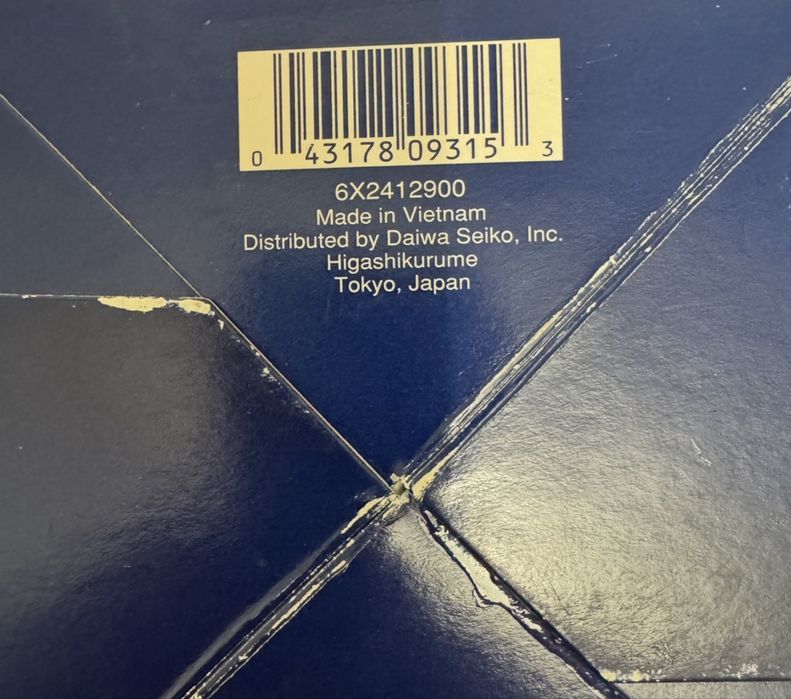 0 43178 09315 3
6X2412900
Made in Vietnam
Distributed by Daiwa Seiko, Inc.
Higashikurume
Tokyo, Japan